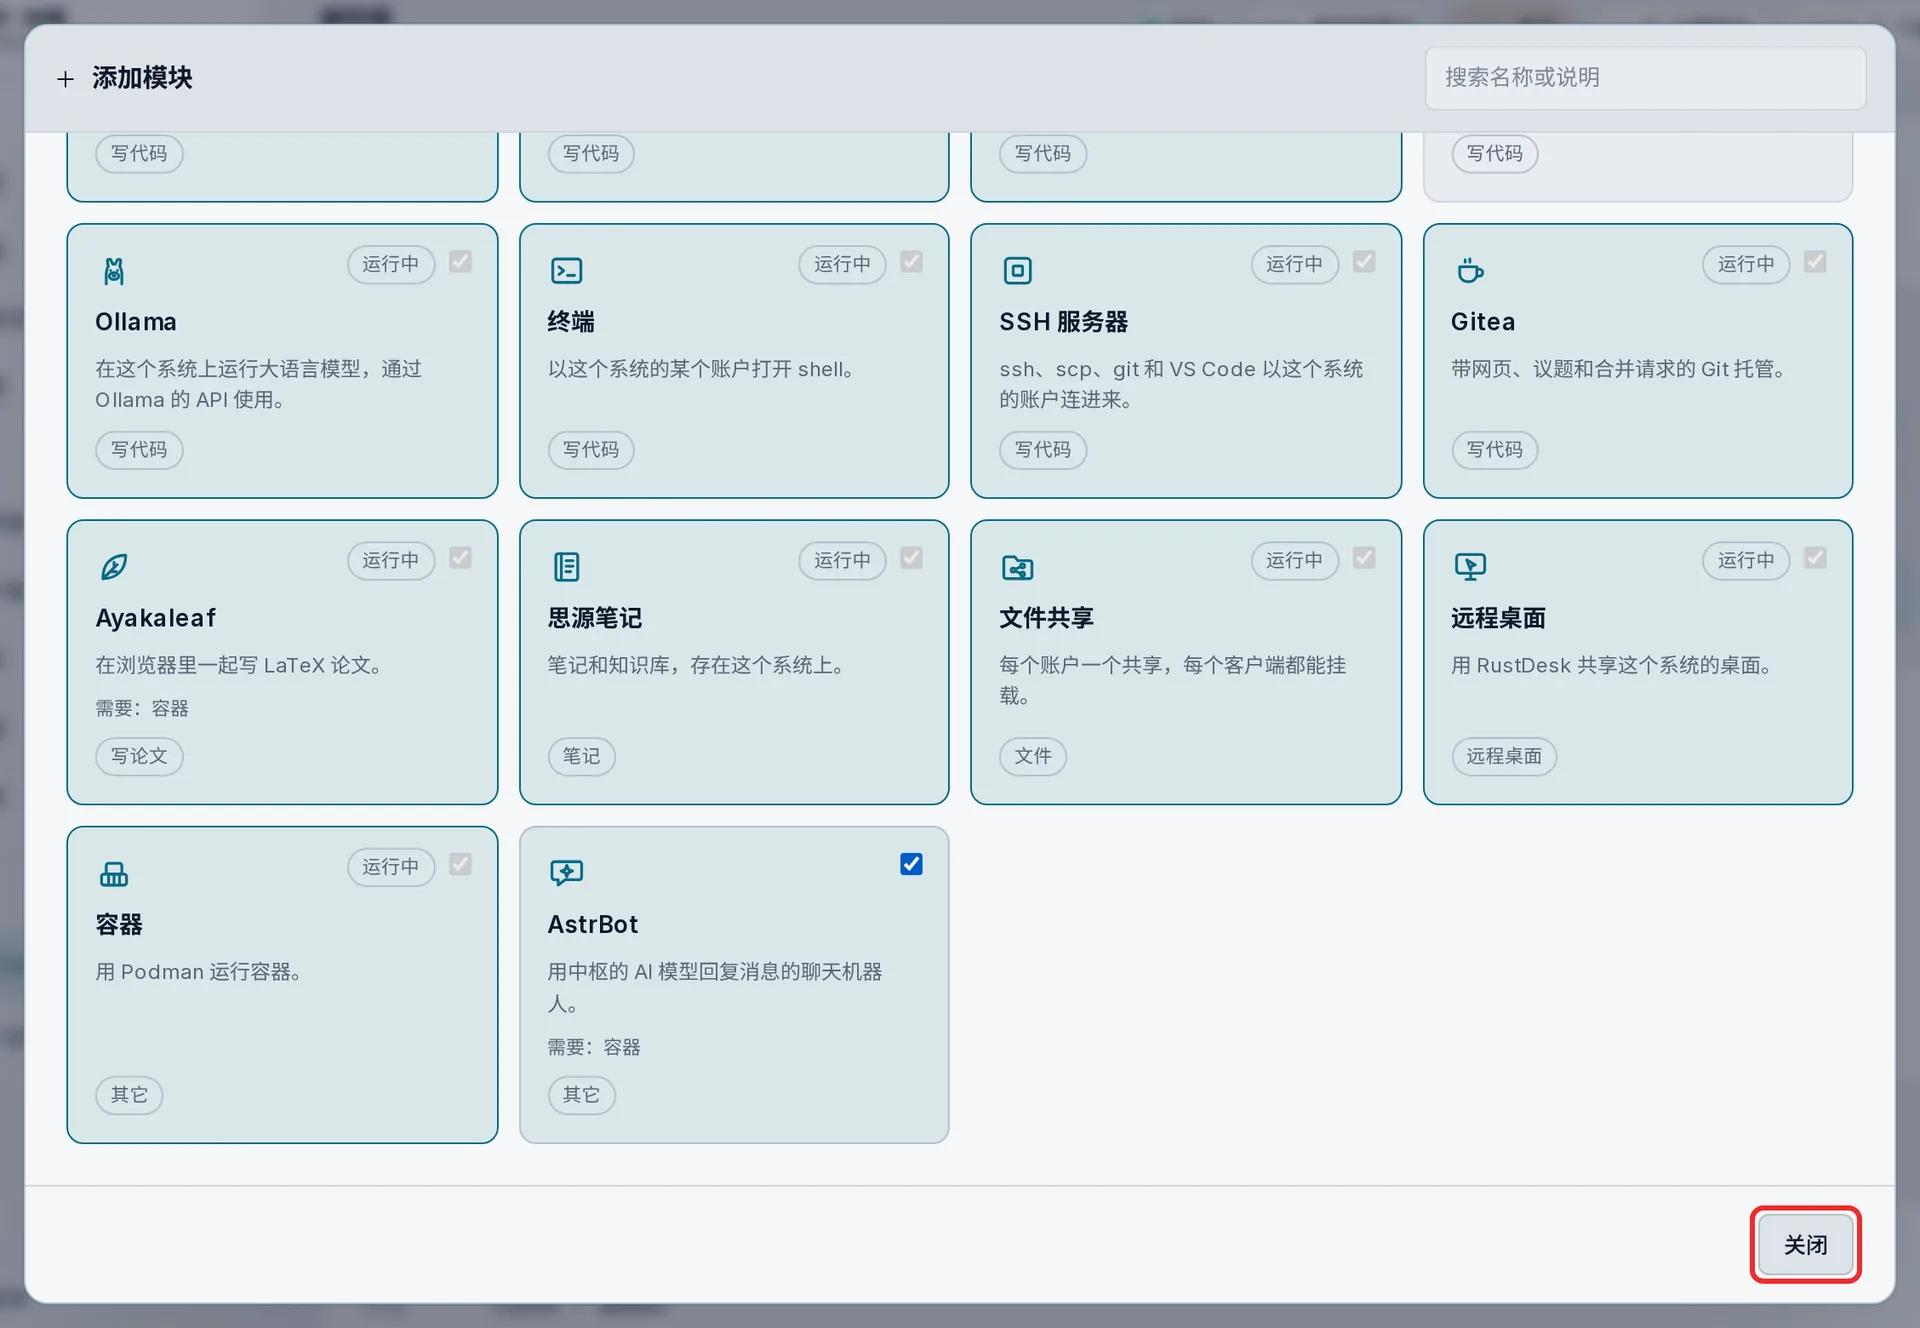 添加模块
搜索名称或说明
写代码
写代码
写代码
写代码
运行中
Ollama
在这个系统上运行大语言模型，通过
Ollama 的 API 使用。
写代码
运行中
终端
以这个系统的某个账户打开 shell。
写代码
运行中
SSH 服务器
ssh、scp、git 和 VS Code 以这个系统
的账户连进来。
写代码
运行中
Gitea
带网页、议题和合并请求的 Git 托管。
写代码
运行中
Ayakaleaf
在浏览器里一起写 LaTeX 论文。
需要：容器
写论文
运行中
思源笔记
笔记和知识库，存在这个系统上。
笔记
运行中
文件共享
每个账户一个共享，每个客户端都能挂
载。
文件
运行中
远程桌面
用 RustDesk 共享这个系统的桌面。
远程桌面
运行中
容器
用 Podman 运行容器。
其它
AstrBot
用中枢的 AI 模型回复消息的聊天机器
人。
需要：容器
其它
关闭